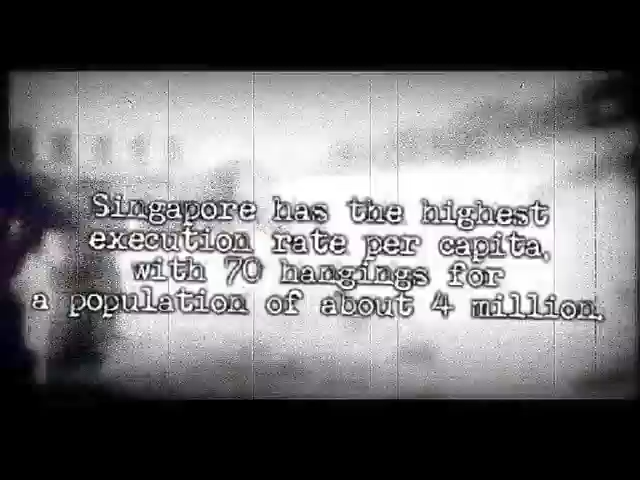 Singapore has the highest
execution rate per capita,
with 70 hangings for
a population of about 4 million.